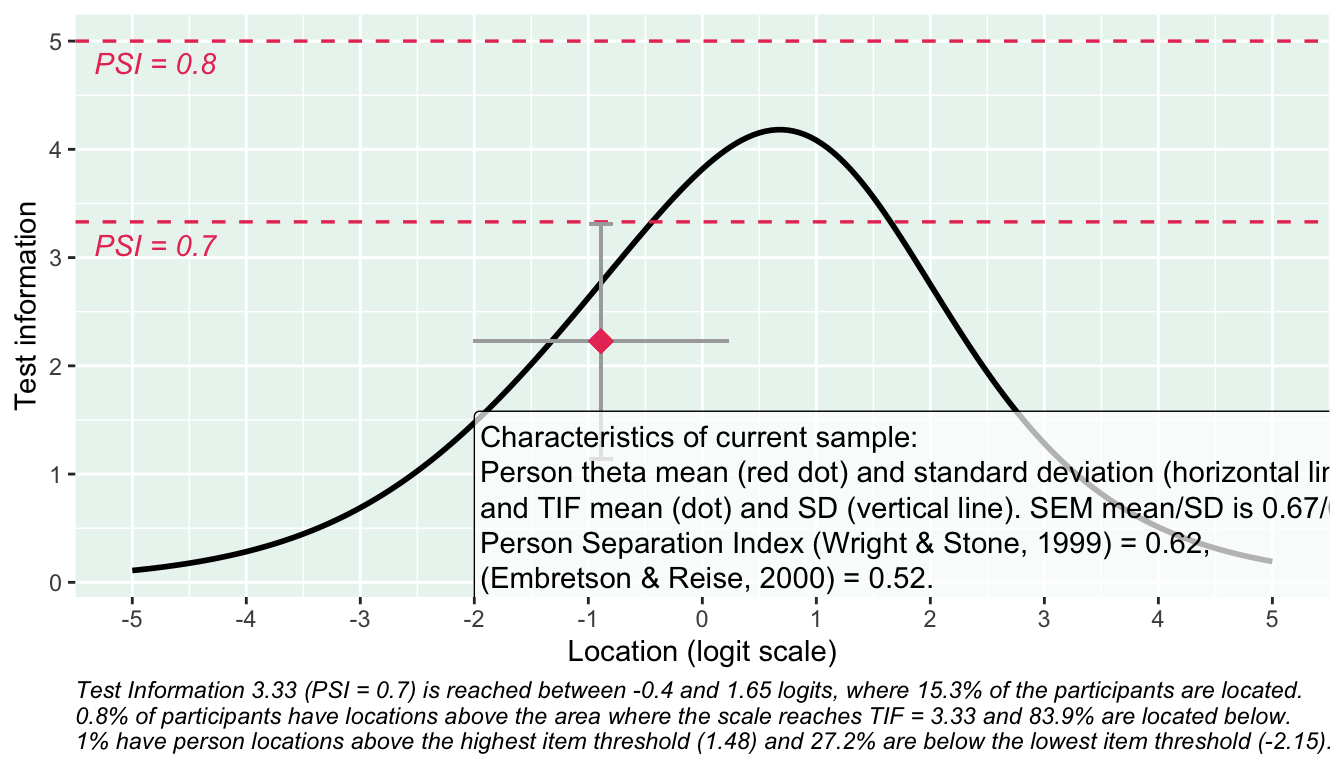 5
PSI = 0.8
4
PSI = 0.7
3
2
1
0
Test information
Characteristics of current sample:
Person theta mean (red dot) and standard deviation (horizontal
and TIF mean (dot) and SD (vertical line). SEM mean/SD is 0.67/
Person Separation Index (Wright & Stone, 1999) = 0.62,
(Embretson & Reise, 2000) = 0.52.
-5 -4 -3 -2 -1 0 1 2 3 4 5
Location (logit scale)
Test Information 3.33 (PSI = 0.7) is reached between -0.4 and 1.65 logits, where 15.3% of the participants are located.
0.8% of participants have locations above the area where the scale reaches TIF = 3.33 and 83.9% are located below.
1% have person locations above the highest item threshold (1.48) and 27.2% are below the lowest item threshold (-2.15).